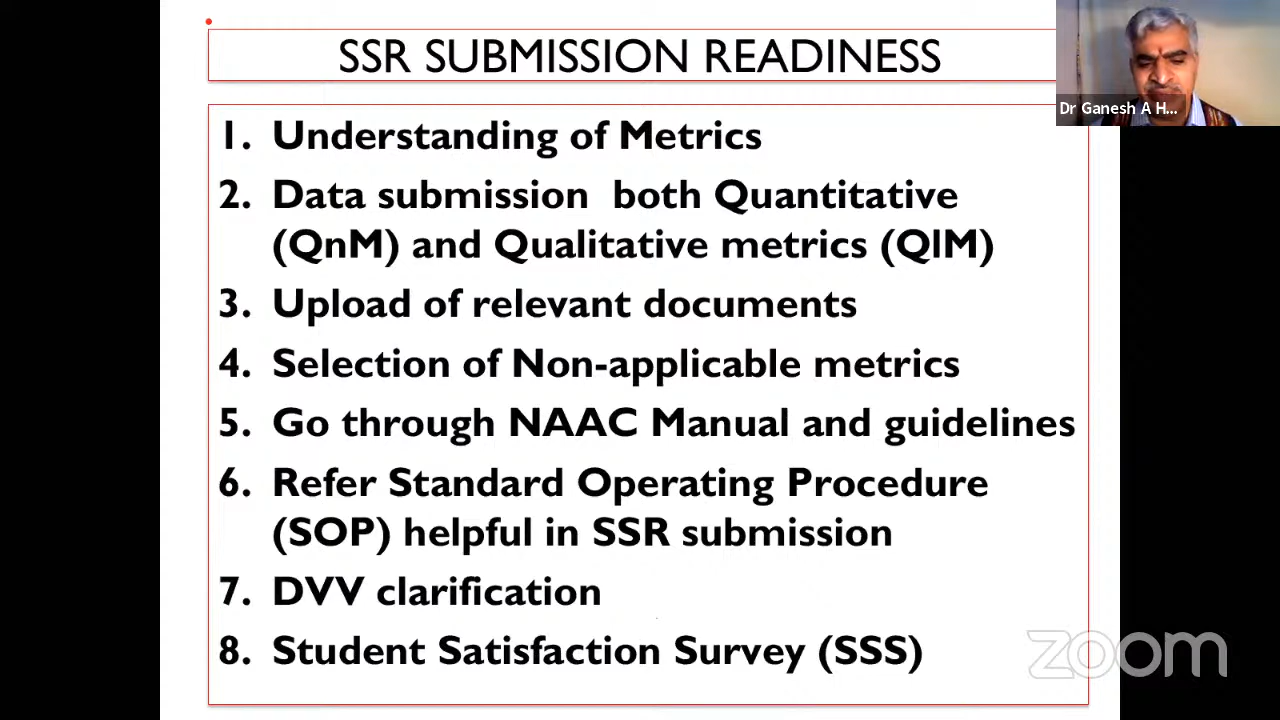 SSR SUBMISSION READINESS
Dr Ganesh A H...
1. Understanding of Metrics
2. Data submission both Quantitative
(QnM) and Qualitative metrics (QlM)
3. Upload of relevant documents
4. Selection of Non-applicable metrics
5. Go through NAAC Manual and guidelines
6. Refer Standard Operating Procedure
(SOP) helpful in SSR submission
7. DVV clarification
8. Student Satisfaction Survey (SSS)
zoom